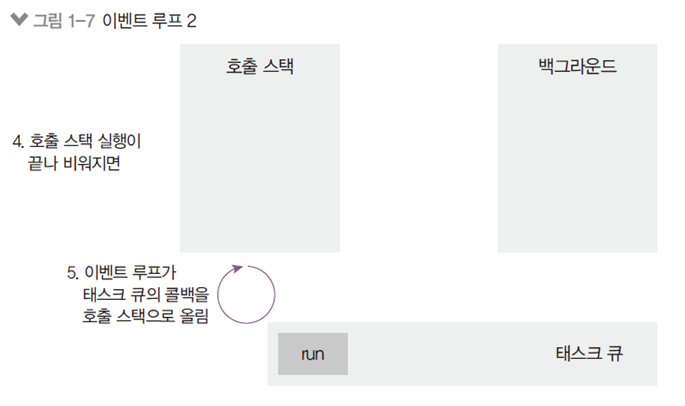 그림 1-7 이벤트 루프 2
호출 스택
백그라운드
4. 호출 스택 실행이
끝나 비워지면
5. 이벤트 루프가
태스크 큐의 콜백을
호출 스택으로 올림
run
태스크 큐